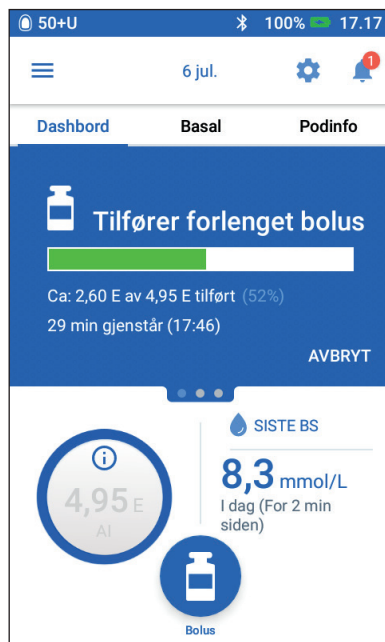 50+U 100% 17.17
6 jul. 1
Dashbord Basal Podinfo
Tilfører forlenget bolus
Ca: 2,60 E av 4,95 E tilført (52%)
29 min gjenstår (17:46)
AVBRYT
SISTE BS
8,3 mmol/L
I dag (For 2 min
siden)
4,95 E
AI
Bolus